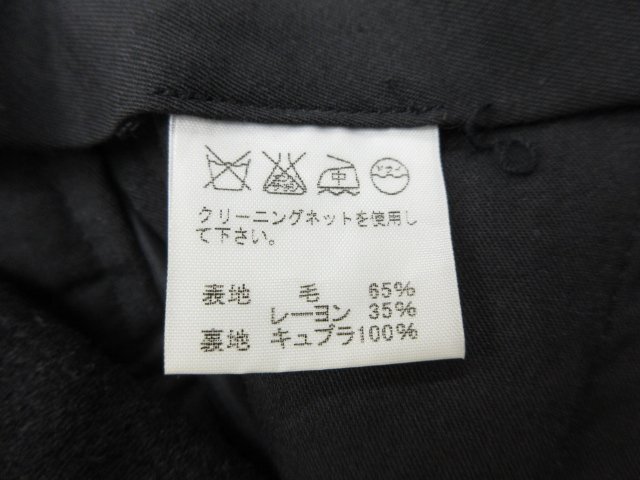 中
クリーニングネットを使用し
て下さい。
表地 毛 65%
レーヨン 35%
裏地 キュプラ100%